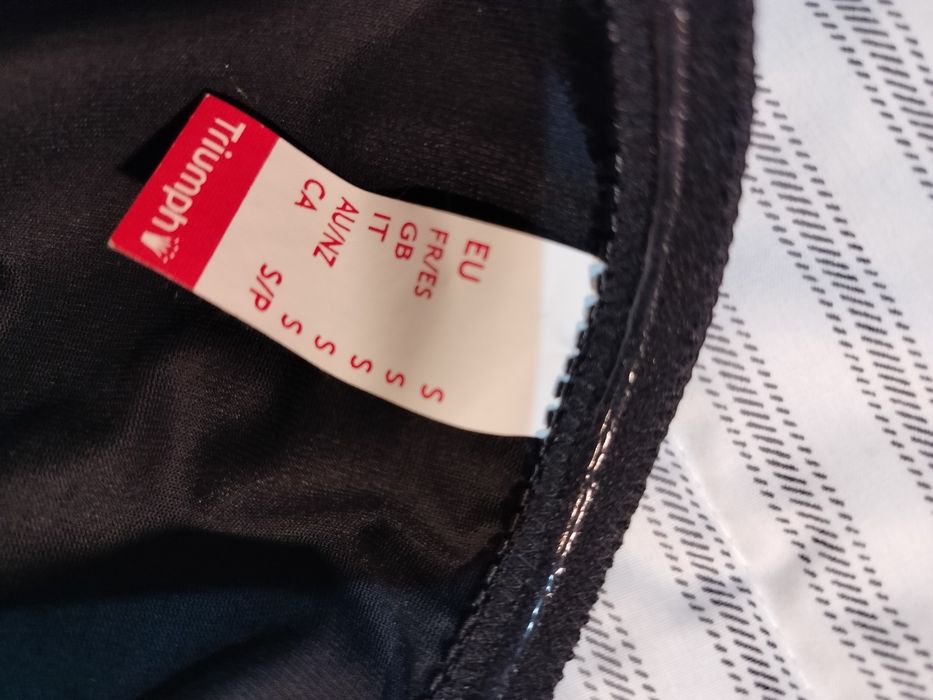 EU S
FR/ES S
GB S
IT S
AU/NZ S
CA S/P
Triumph